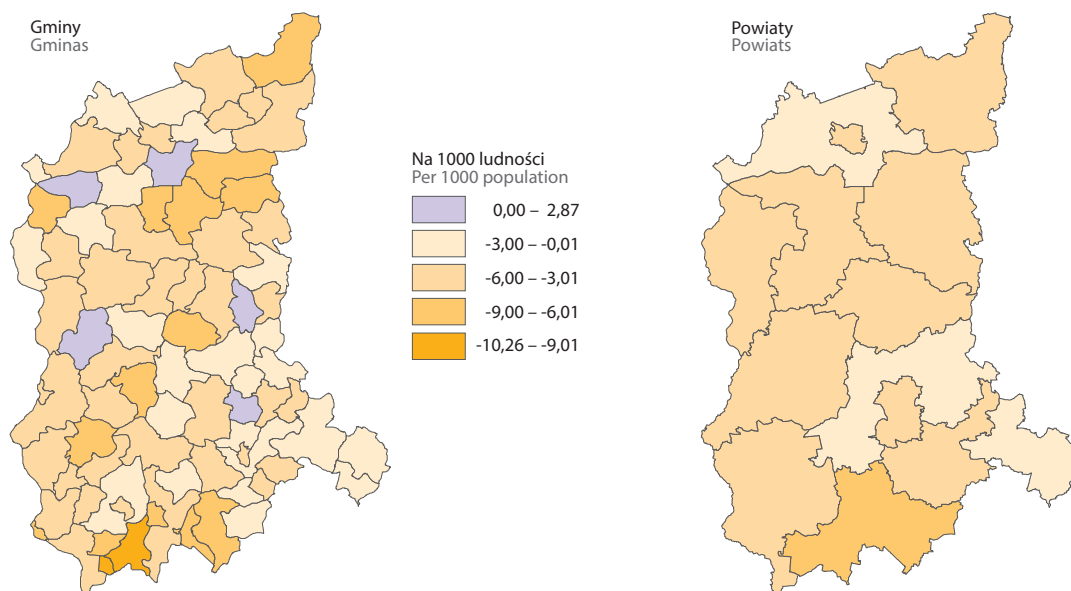 Gminy
Gminas
Powiaty
Powiats
Na 1000 ludności
Per 1000 population
0,00 – 2,87
-3,00 – -0,01
-6,00 – -3,01
-9,00 – -6,01
-10,26 – -9,01